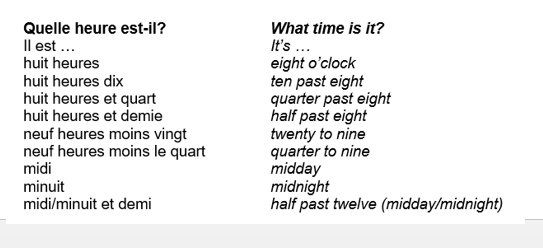 Quelle heure est-il? What time is it?
Il est … It's …
huit heures eight o'clock
huit heures dix ten past eight
huit heures et quart quarter past eight
huit heures et demie half past eight
neuf heures moins vingt twenty to nine
neuf heures moins le quart quarter to nine
midi midday
minuit midnight
midi/minuit et demi half past twelve (midday/midnight)